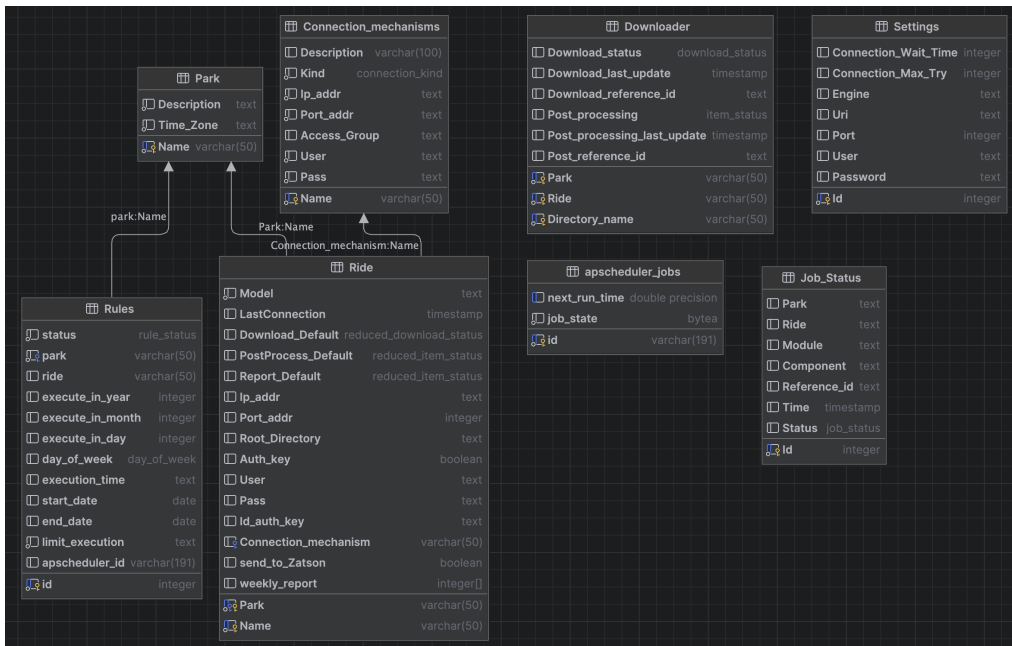 Park
Description text
Time_Zone text
Name varchar(50)
Connection_mechanisms
Description varchar(100)
Kind connection_kind
Ip_addr text
Port_addr text
Access_Group text
User text
Pass text
Name varchar(50)
Downloader
Download_status download_status
Download_last_update timestamp
Download_reference_id text
Post_processing item_status
Post_processing_last_update timestamp
Post_reference_id text
Park varchar(50)
Ride varchar(50)
Directory_name varchar(50)
Settings
Connection_Wait_Time integer
Connection_Max_Try integer
Engine text
Uri text
Port integer
User text
Password text
Id integer
park:Name
Park:Name
Connection_mechanism:Name
Rules
status rule_status
park varchar(50)
ride varchar(50)
execute_in_year integer
execute_in_month integer
execute_in_day integer
day_of_week day_of_week
execution_time text
start_date date
end_date date
limit_execution text
apscheduler_id varchar(191)
id integer
Ride
Model text
LastConnection timestamp
Download_Default reduced_download_status
PostProcess_Default reduced_item_status
Report_Default reduced_item_status
Ip_addr text
Port_addr integer
Root_Directory text
Auth_key boolean
User text
Pass text
Id_auth_key text
Connection_mechanism varchar(50)
send_to_Zatson boolean
weekly_report integer[]
Park varchar(50)
Name varchar(50)
apscheduler_jobs
next_run_time double precision
job_state bytea
id varchar(191)
Job_Status
Park text
Ride text
Module text
Component text
Reference_id text
Time timestamp
Status job_status
Id integer